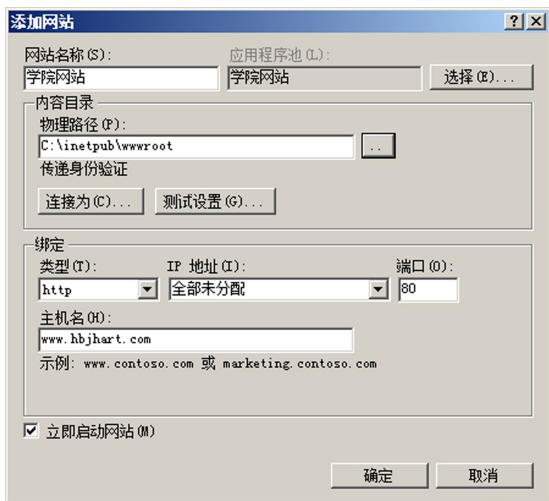 添加网站
网站名称(S): 应用程序池(L):
学院网站 学院网站 选择(E)...
内容目录
物理路径(P):
C:\inetpub\wwwroot ..
传递身份验证
连接为(C)... 测试设置(G)...
绑定
类型(T): IP 地址(I): 端口(O):
http 全部未分配 80
主机名(H):
www.hbjhart.com
示例: www.contoso.com 或 marketing.contoso.com
立即启动网站(M)
确定 取消